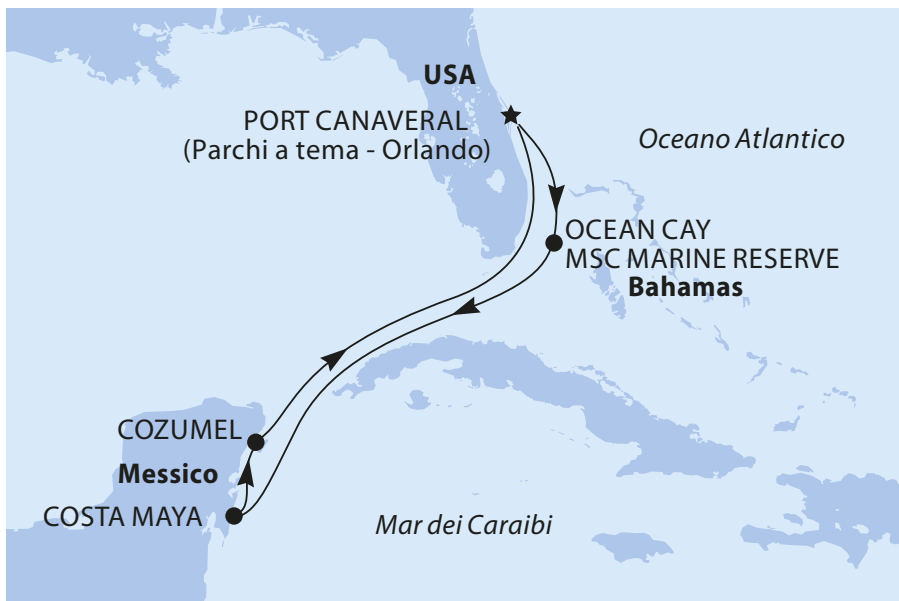 USA
PORT CANAVERAL
(Parchi a tema - Orlando)
Oceano Atlantico
OCEAN CAY
MSC MARINE RESERVE
Bahamas
COZUMEL
Messico
COSTA MAYA
Mar dei Caraibi